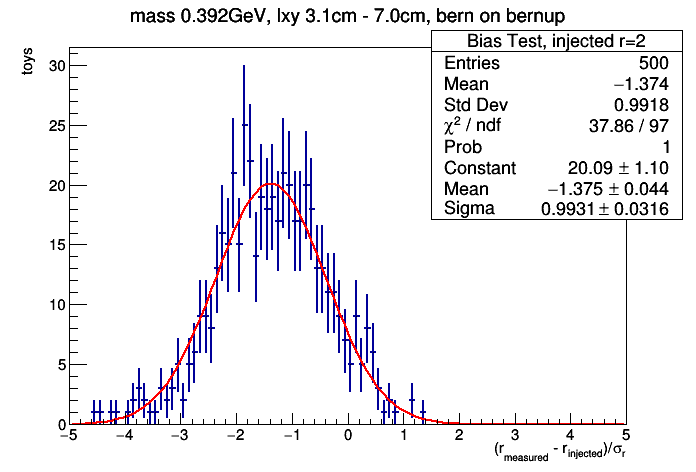 mass 0.392GeV, lxy 3.1cm - 7.0cm, bern on bernup
Bias Test, injected r=2
Entries 500
Mean −1.374
Std Dev 0.9918
χ² / ndf 37.86 / 97
Prob 1
Constant 20.09 ± 1.10
Mean −1.375 ± 0.044
Sigma 0.9931 ± 0.0316
toys
30
25
20
15
10
5
0
−5 −4 −3 −2 −1 0 1 2 3 4 5
(r_measured - r_injected)/σ_r